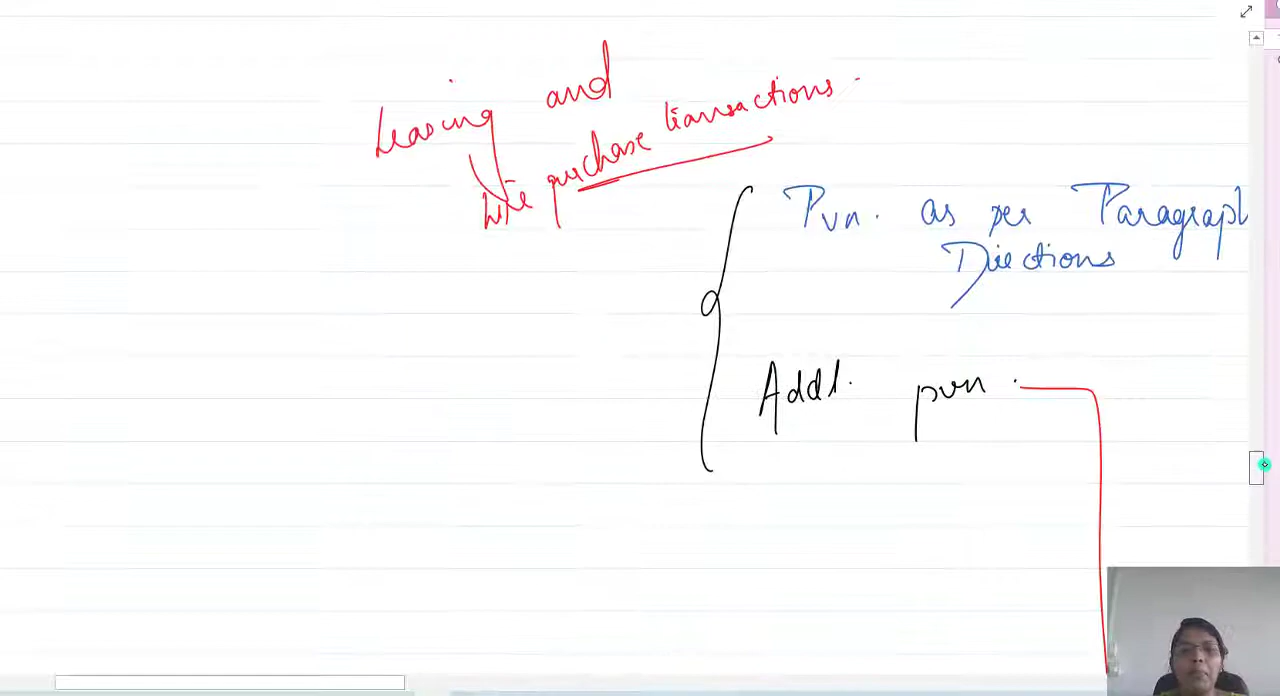 Leasing and
hire purchase transactions.
Pvn. as per Paragraph
Directions
Addl. pvn.